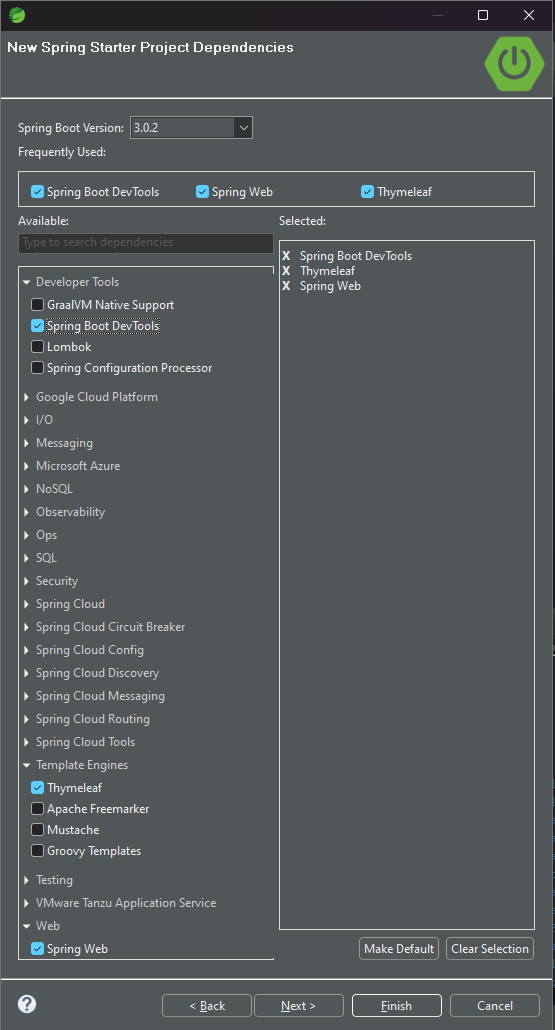 New Spring Starter Project Dependencies
Spring Boot Version: 3.0.2
Frequently Used:
Spring Boot DevTools Spring Web Thymeleaf
Available: Selected:
Type to search dependencies
X Spring Boot DevTools
X Thymeleaf
X Spring Web
Developer Tools
GraalVM Native Support
Spring Boot DevTools
Lombok
Spring Configuration Processor
Google Cloud Platform
I/O
Messaging
Microsoft Azure
NoSQL
Observability
Ops
SQL
Security
Spring Cloud
Spring Cloud Circuit Breaker
Spring Cloud Config
Spring Cloud Discovery
Spring Cloud Messaging
Spring Cloud Routing
Spring Cloud Tools
Template Engines
Thymeleaf
Apache Freemarker
Mustache
Groovy Templates
Testing
VMware Tanzu Application Service
Web
Spring Web
Make Default Clear Selection
? < Back Next > Finish Cancel